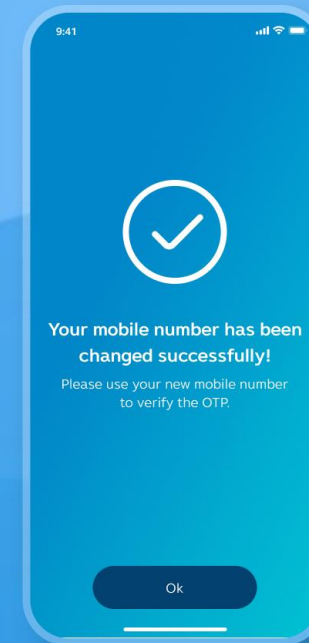 9:41
Your mobile number has been
changed successfully!
Please use your new mobile number
to verify the OTP.
Ok